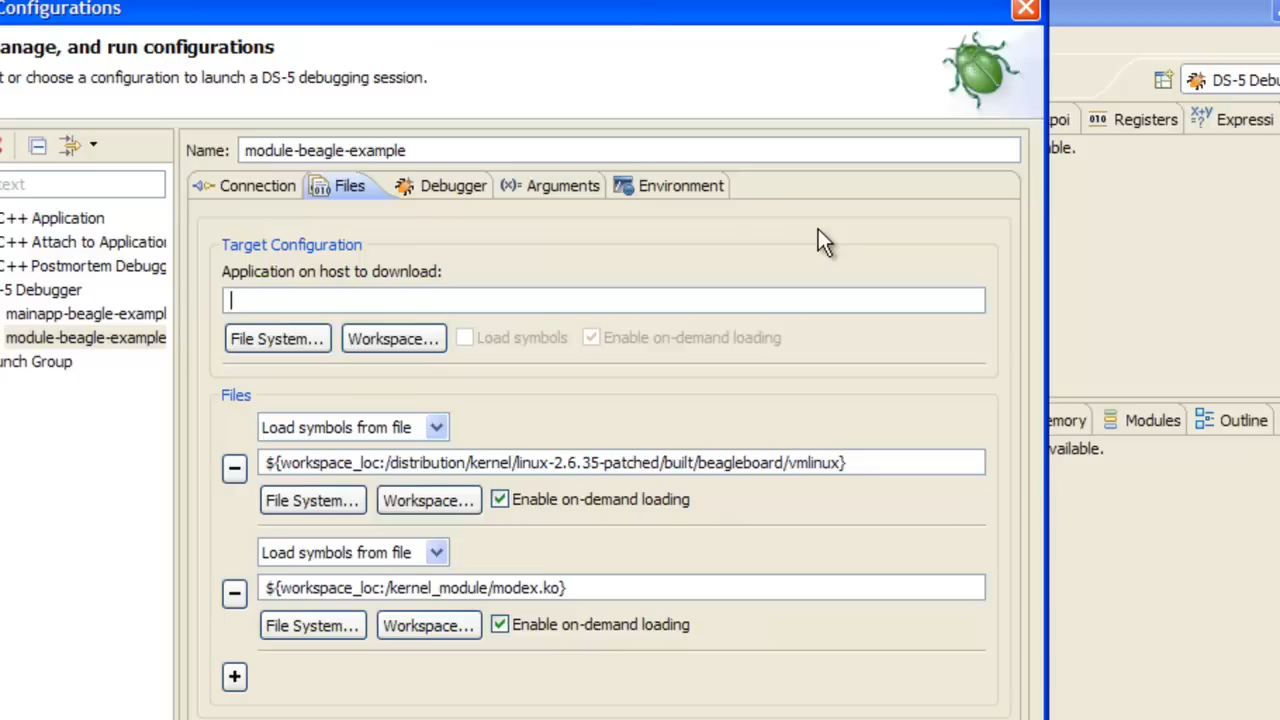 Configurations
anage, and run configurations
t or choose a configuration to launch a DS-5 debugging session.
DS-5 Debu
poi
Registers
Expressi
ble.
Name: module-beagle-example
Connection Files Debugger Arguments Environment
text
C++ Application
C++ Attach to Application
C++ Postmortem Debugg
-5 Debugger
mainapp-beagle-exampl
module-beagle-example
unch Group
Target Configuration
Application on host to download:
File System... Workspace... Load symbols Enable on-demand loading
Files
Load symbols from file
${workspace_loc:/distribution/kernel/linux-2.6.35-patched/built/beagleboard/vmlinux}
File System... Workspace... Enable on-demand loading
Load symbols from file
${workspace_loc:/kernel_module/modex.ko}
File System... Workspace... Enable on-demand loading
emory Modules Outline
vailable.